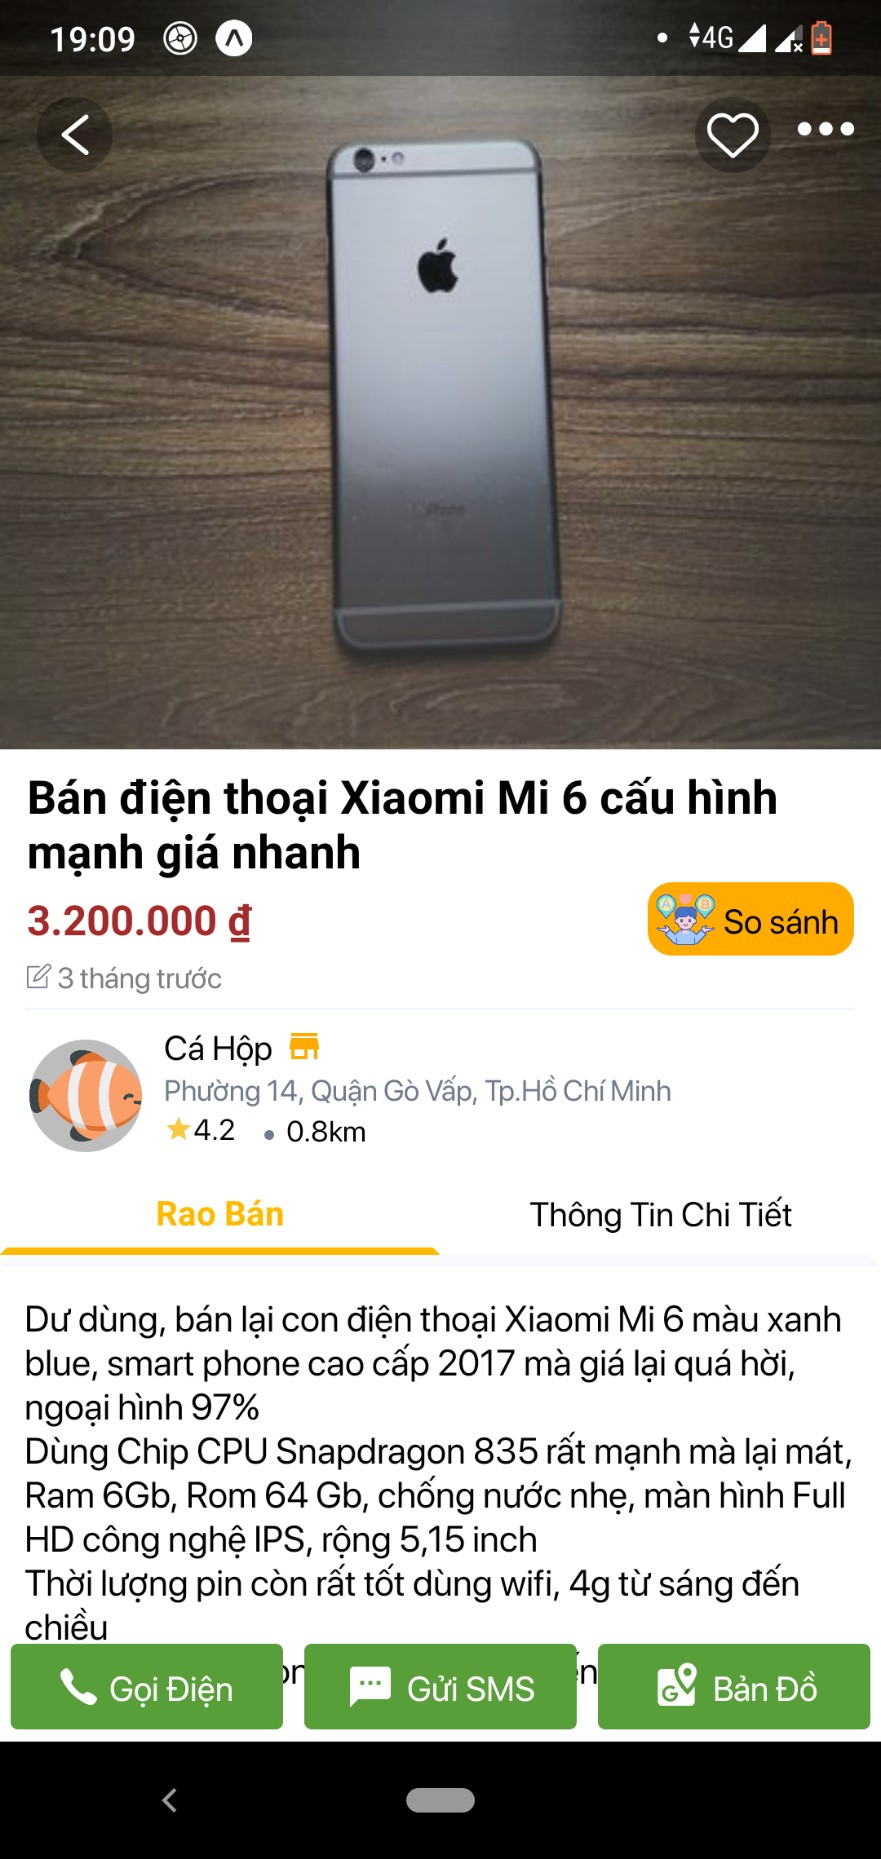 19:09
4G
Bán điện thoại Xiaomi Mi 6 cấu hình
mạnh giá nhanh
3.200.000 ₫
A B So sánh
3 tháng trước
Cá Hộp
Phường 14, Quận Gò Vấp, Tp.Hồ Chí Minh
4.2 • 0.8km
Rao Bán
Thông Tin Chi Tiết
Dư dùng, bán lại con điện thoại Xiaomi Mi 6 màu xanh
blue, smart phone cao cấp 2017 mà giá lại quá hời,
ngoại hình 97%
Dùng Chip CPU Snapdragon 835 rất mạnh mà lại mát,
Ram 6Gb, Rom 64 Gb, chống nước nhẹ, màn hình Full
HD công nghệ IPS, rộng 5,15 inch
Thời lượng pin còn rất tốt dùng wifi, 4g từ sáng đến
chiều
Gọi Điện
Gửi SMS
Bản Đồ